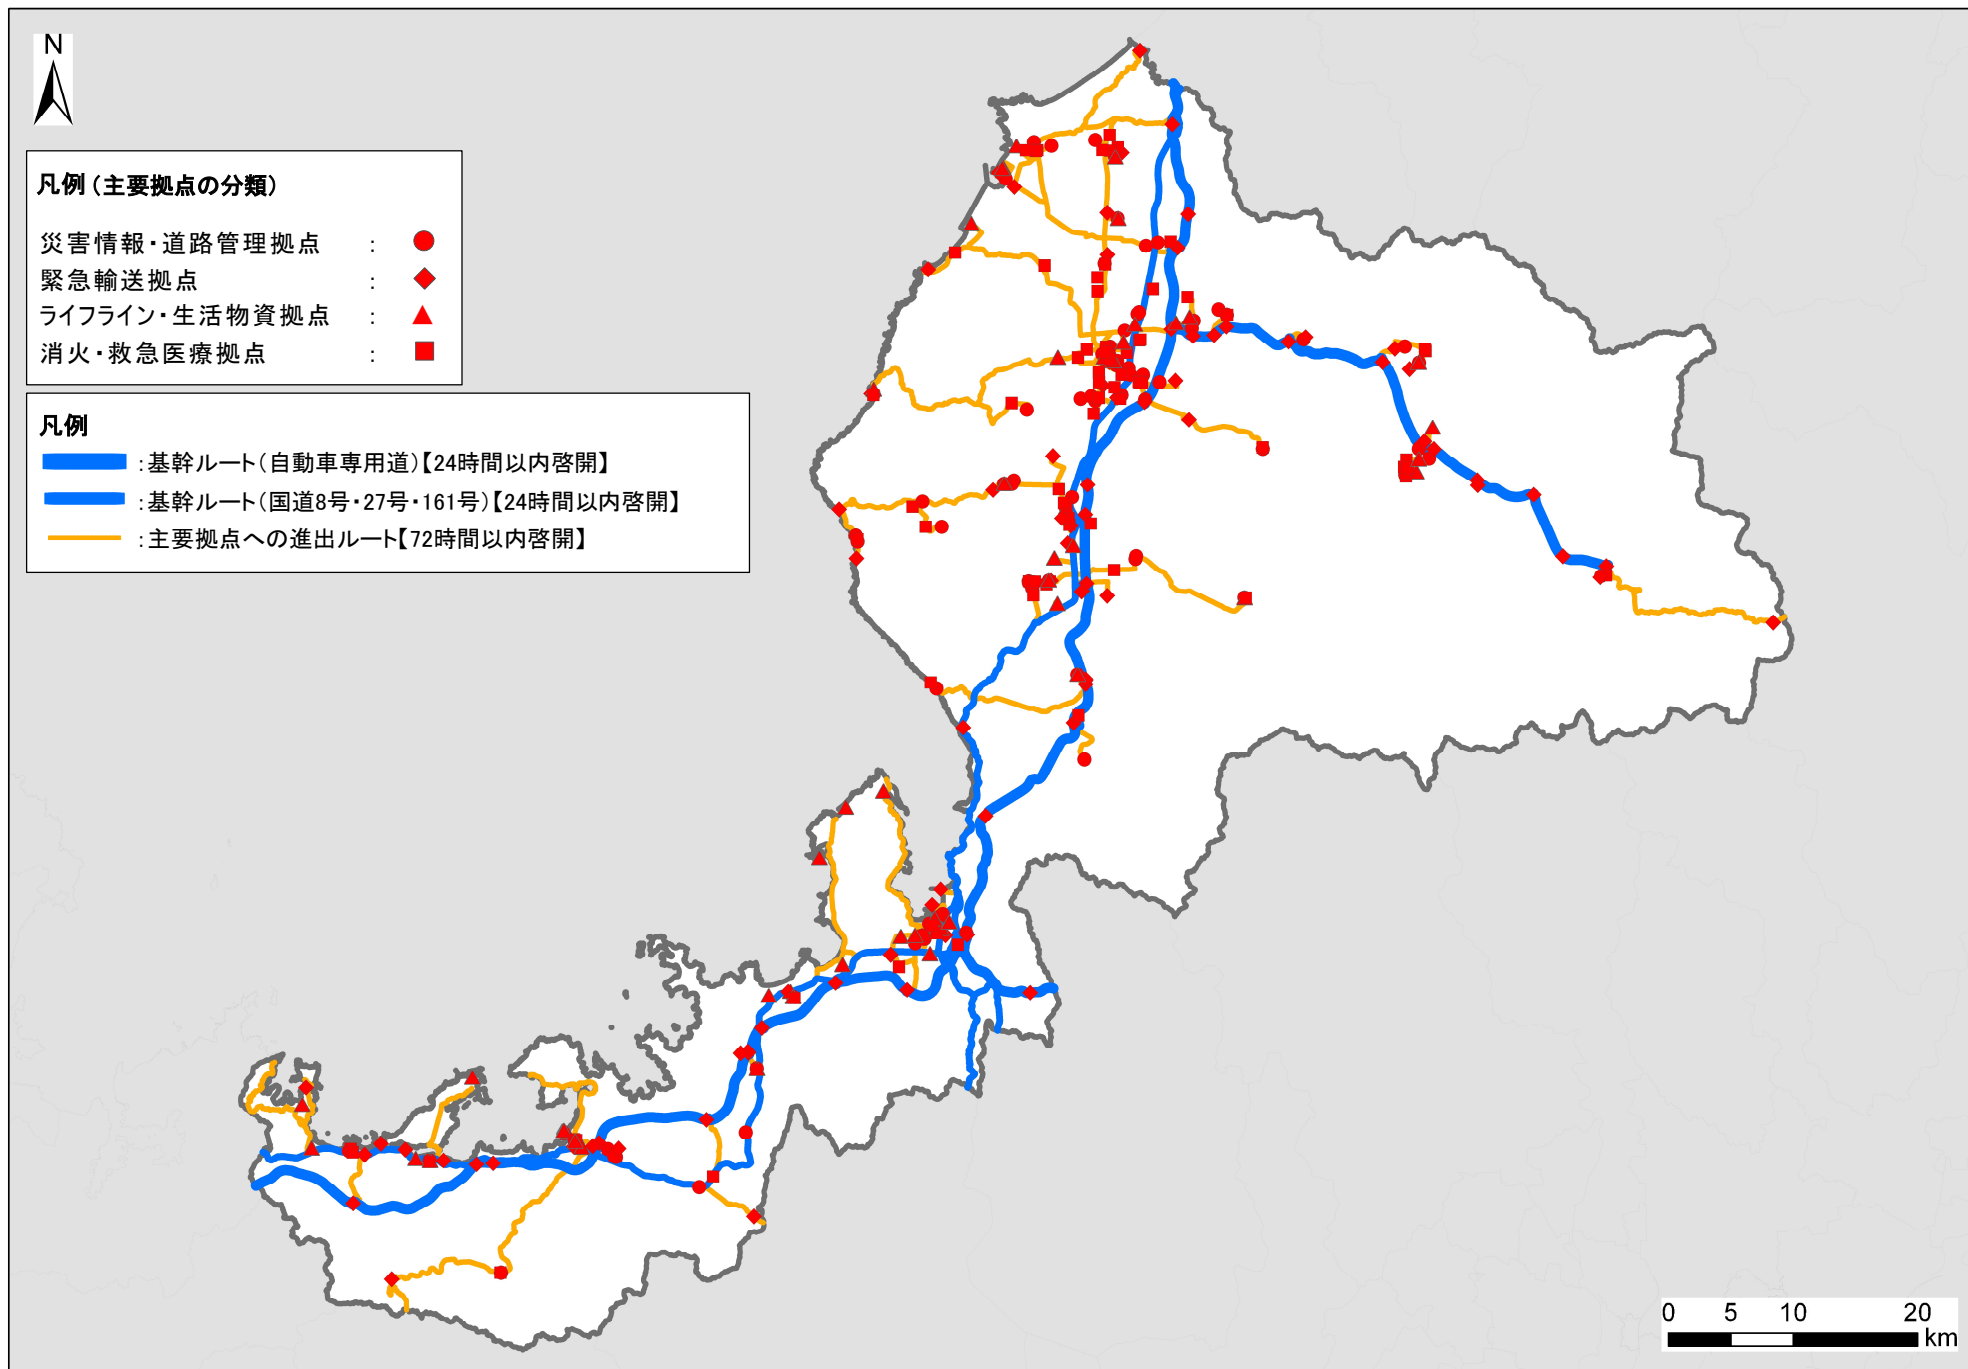 N
凡例(主要拠点の分類)
災害情報・道路管理拠点 :
緊急輸送拠点 :
ライフライン・生活物資拠点 :
消火・救急医療拠点 :
凡例
:基幹ルート(自動車専用道)【24時間以内啓開】
:基幹ルート(国道8号・27号・161号)【24時間以内啓開】
:主要拠点への進出ルート【72時間以内啓開】
0 5 10 20
km